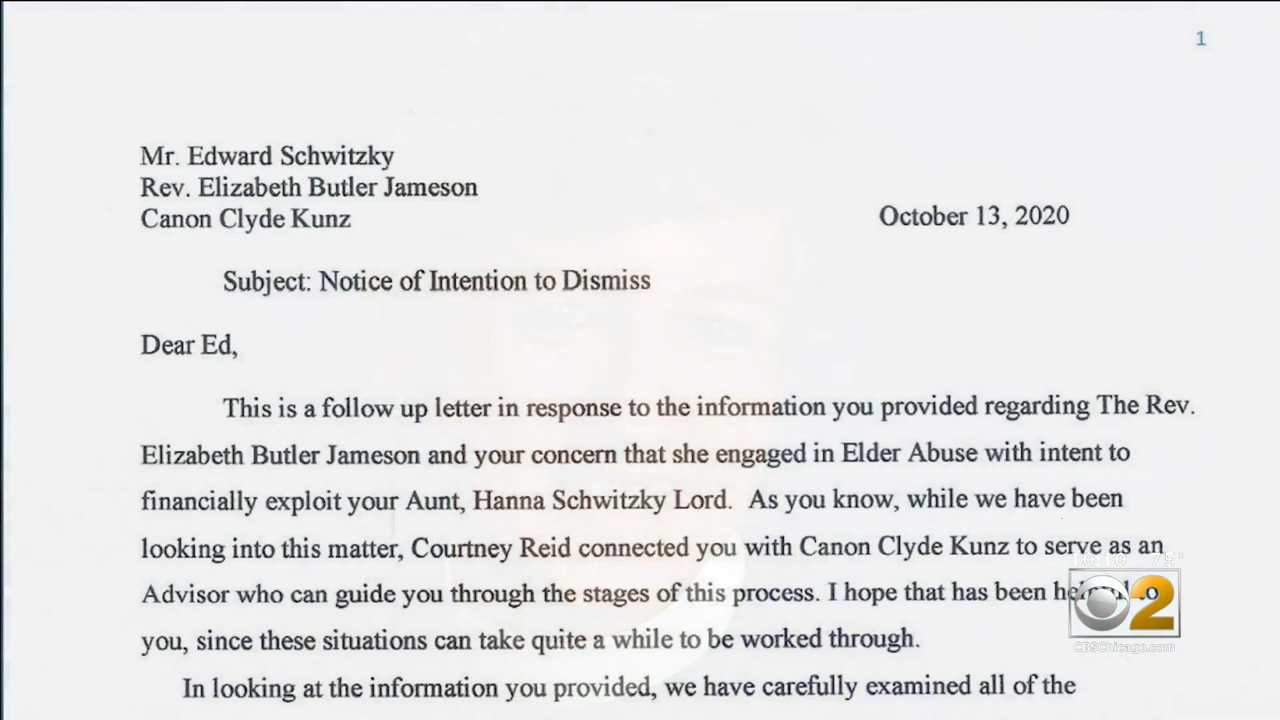 1
Mr. Edward Schwitzky
Rev. Elizabeth Butler Jameson
Canon Clyde Kunz
October 13, 2020
Subject: Notice of Intention to Dismiss
Dear Ed,
This is a follow up letter in response to the information you provided regarding The Rev.
Elizabeth Butler Jameson and your concern that she engaged in Elder Abuse with intent to
financially exploit your Aunt, Hanna Schwitzky Lord. As you know, while we have been
looking into this matter, Courtney Reid connected you with Canon Clyde Kunz to serve as an
Advisor who can guide you through the stages of this process. I hope that has been to
you, since these situations can take quite a while to be worked through.
In looking at the information you provided, we have carefully examined all of the
10:10 75°
2
CBSChicago.com